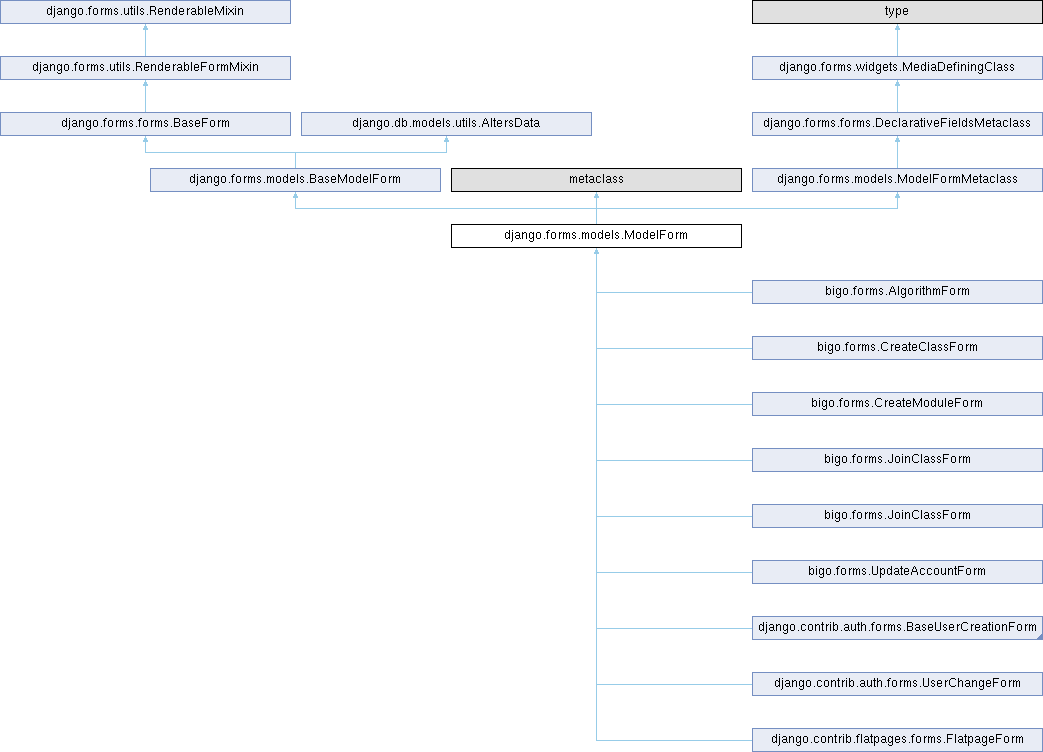 django.forms.utils.RenderableMixin
type
django.forms.utils.RenderableFormMixin
django.forms.widgets.MediaDefiningClass
django.forms.forms.BaseForm
django.db.models.utils.AltersData
django.forms.forms.DeclarativeFieldsMetaclass
django.forms.models.BaseModelForm
metaclass
django.forms.models.ModelFormMetaclass
django.forms.models.ModelForm
bigo.forms.AlgorithmForm
bigo.forms.CreateClassForm
bigo.forms.CreateModuleForm
bigo.forms.JoinClassForm
bigo.forms.JoinClassForm
bigo.forms.UpdateAccountForm
django.contrib.auth.forms.BaseUserCreationForm
django.contrib.auth.forms.UserChangeForm
django.contrib.flatpages.forms.FlatpageForm